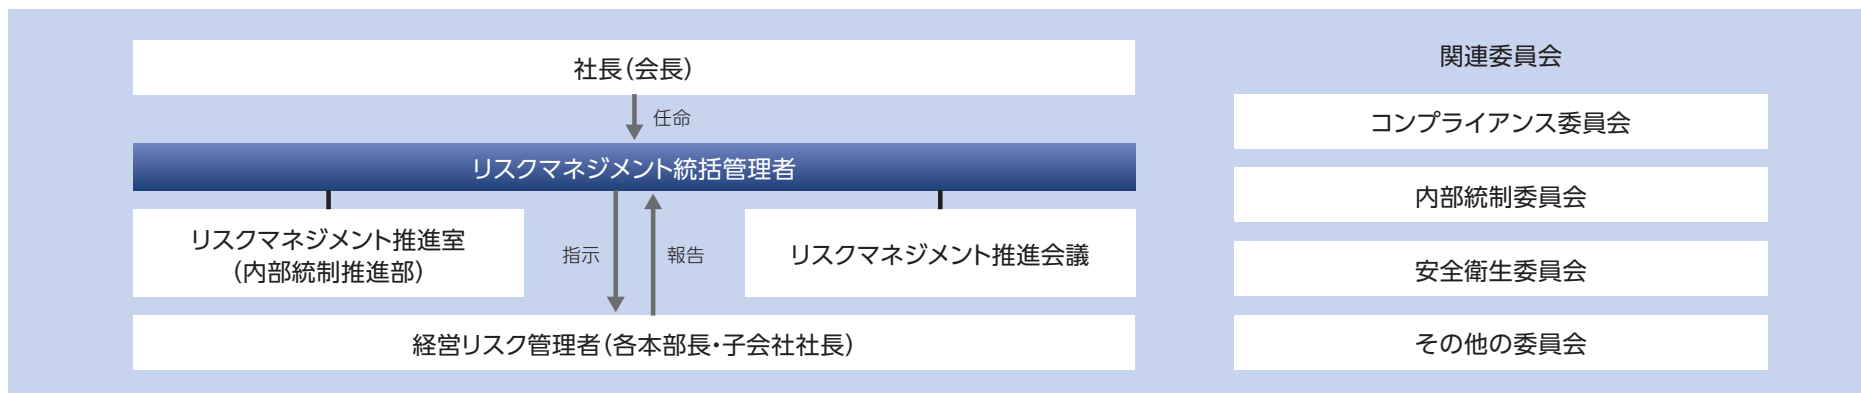 社長(会長)
任命
リスクマネジメント統括管理者
リスクマネジメント推進室
(内部統制推進部)
指示
報告
リスクマネジメント推進会議
経営リスク管理者(各本部長・子会社社長)
関連委員会
コンプライアンス委員会
内部統制委員会
安全衛生委員会
その他の委員会